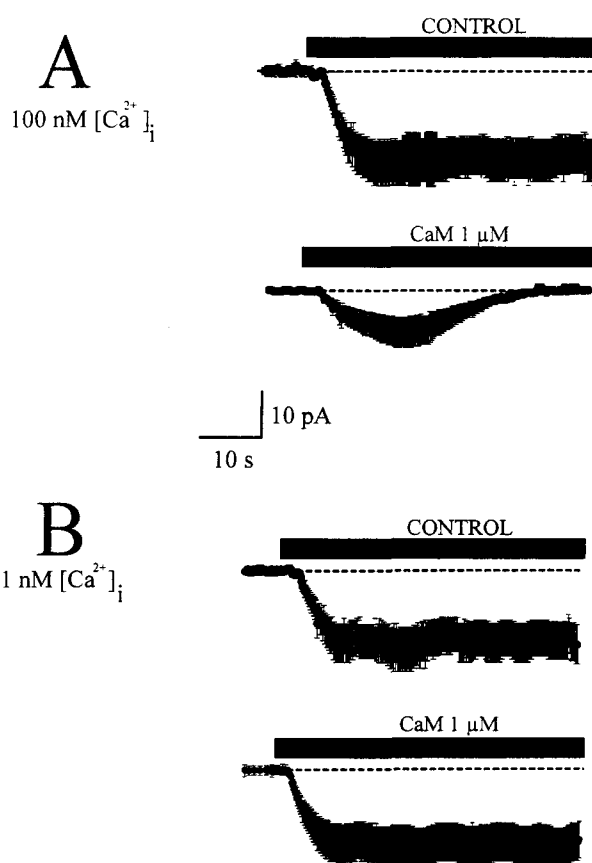 CONTROL
A
100 nM [Ca²⁺]ᵢ
CaM 1 µM
10 pA
10 s
B
CONTROL
1 nM [Ca²⁺]ᵢ
CaM 1 µM